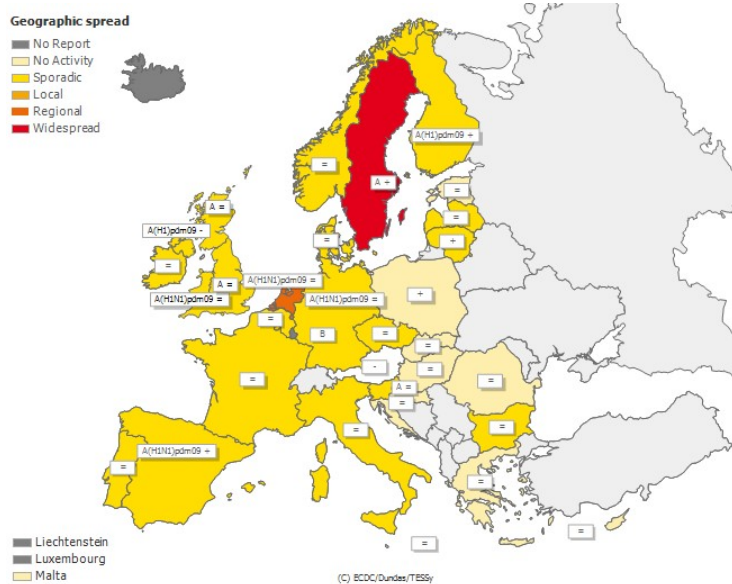 Geographic spread
No Report
No Activity
Sporadic
Local
Regional
Widespread
A(H1)pdm09 +
=
A +
=
A =
=
A(H1)pdm09 -
=
+
=
A(H1N1)pdm09 =
A =
A(H1N1)pdm09 =
A(H1N1)pdm09 =
+
=
B
=
=
-
=
=
=
A =
=
=
=
A(H1N1)pdm09 +
=
=
=
=
Liechtenstein
Luxembourg
Malta
(C) ECDC/Dundas/TESSy